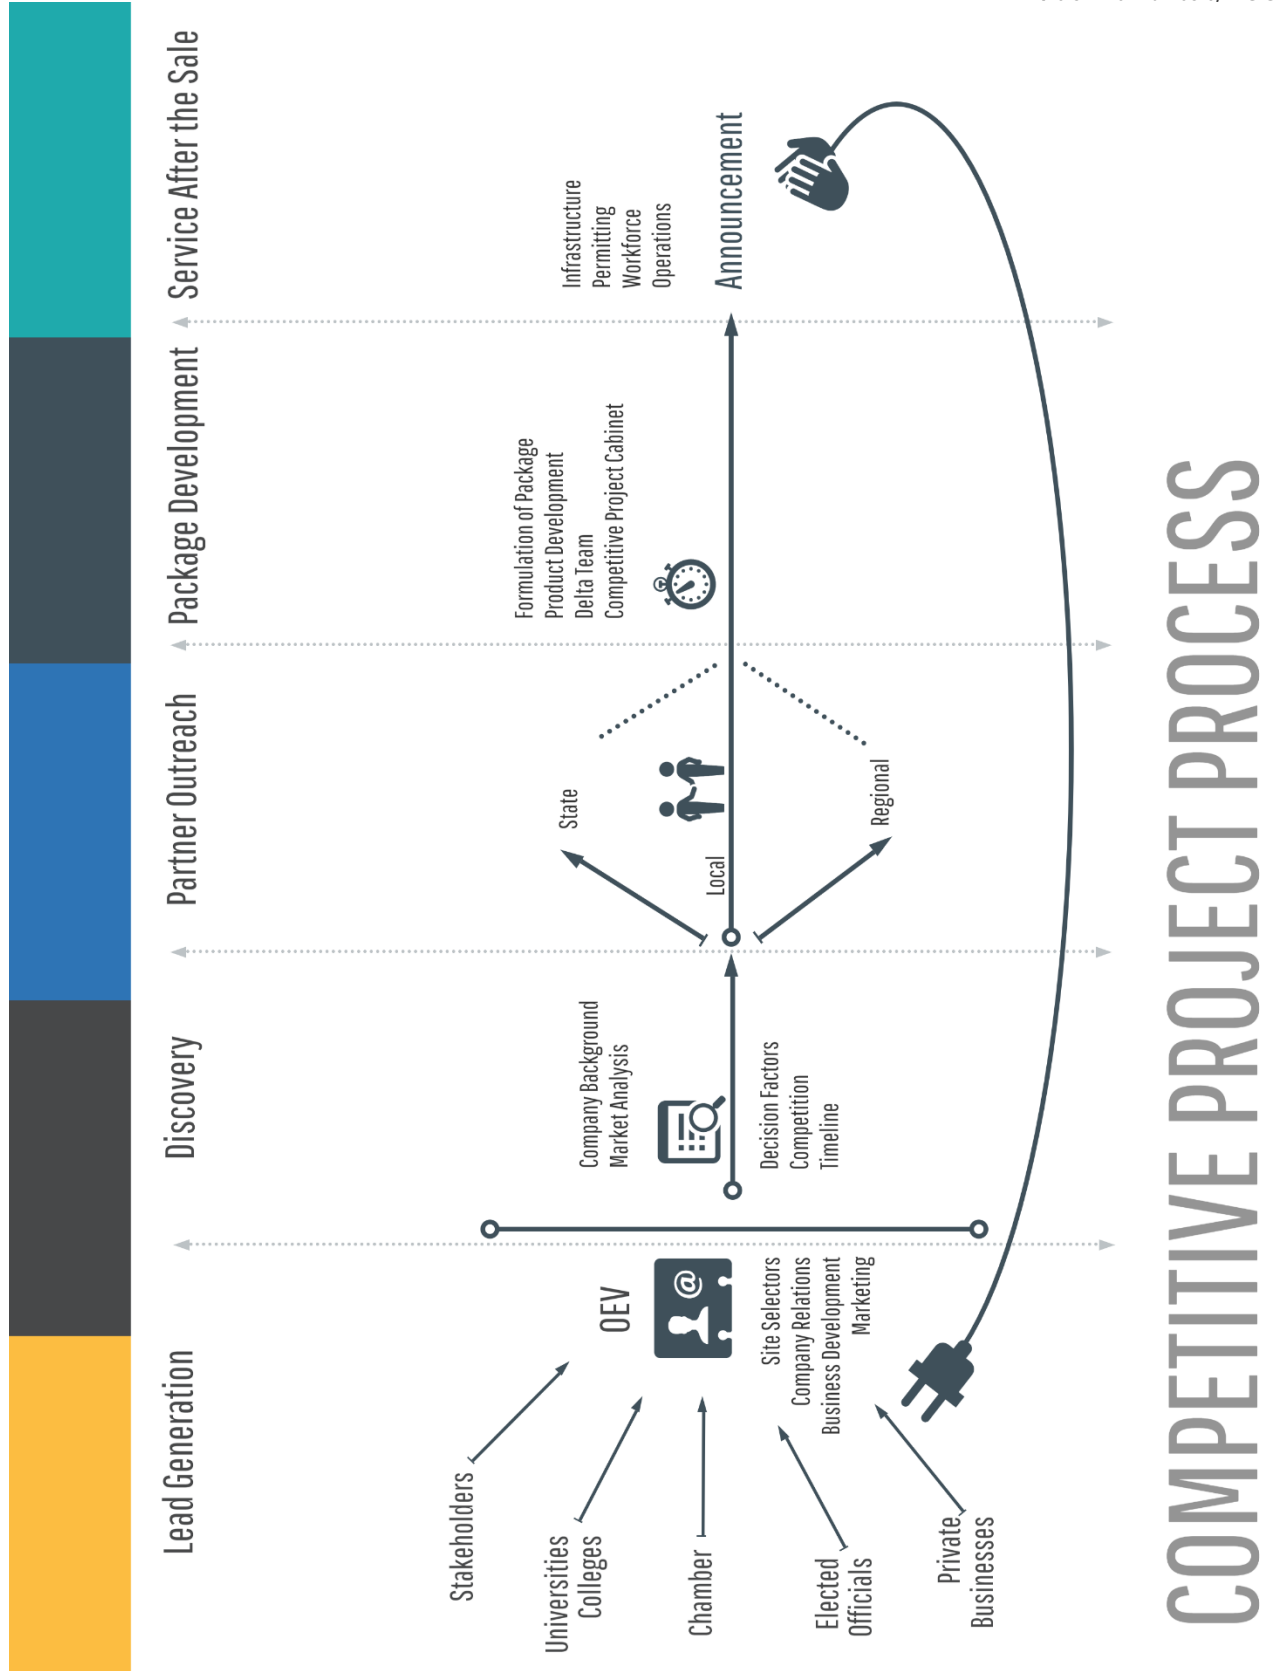 Lead Generation
Discovery
Partner Outreach
Package Development
Service After the Sale
Stakeholders
Universities
Colleges
Chamber
Elected
Officials
Private
Businesses
OEV
@
Site Selectors
Company Relations
Business Development
Marketing
Company Background
Market Analysis
Decision Factors
Competition
Timeline
State
Local
Regional
Formulation of Package
Product Development
Delta Team
Competitive Project Cabinet
Infrastructure
Permitting
Workforce
Operations
Announcement
COMPETITIVE PROJECT PROCESS